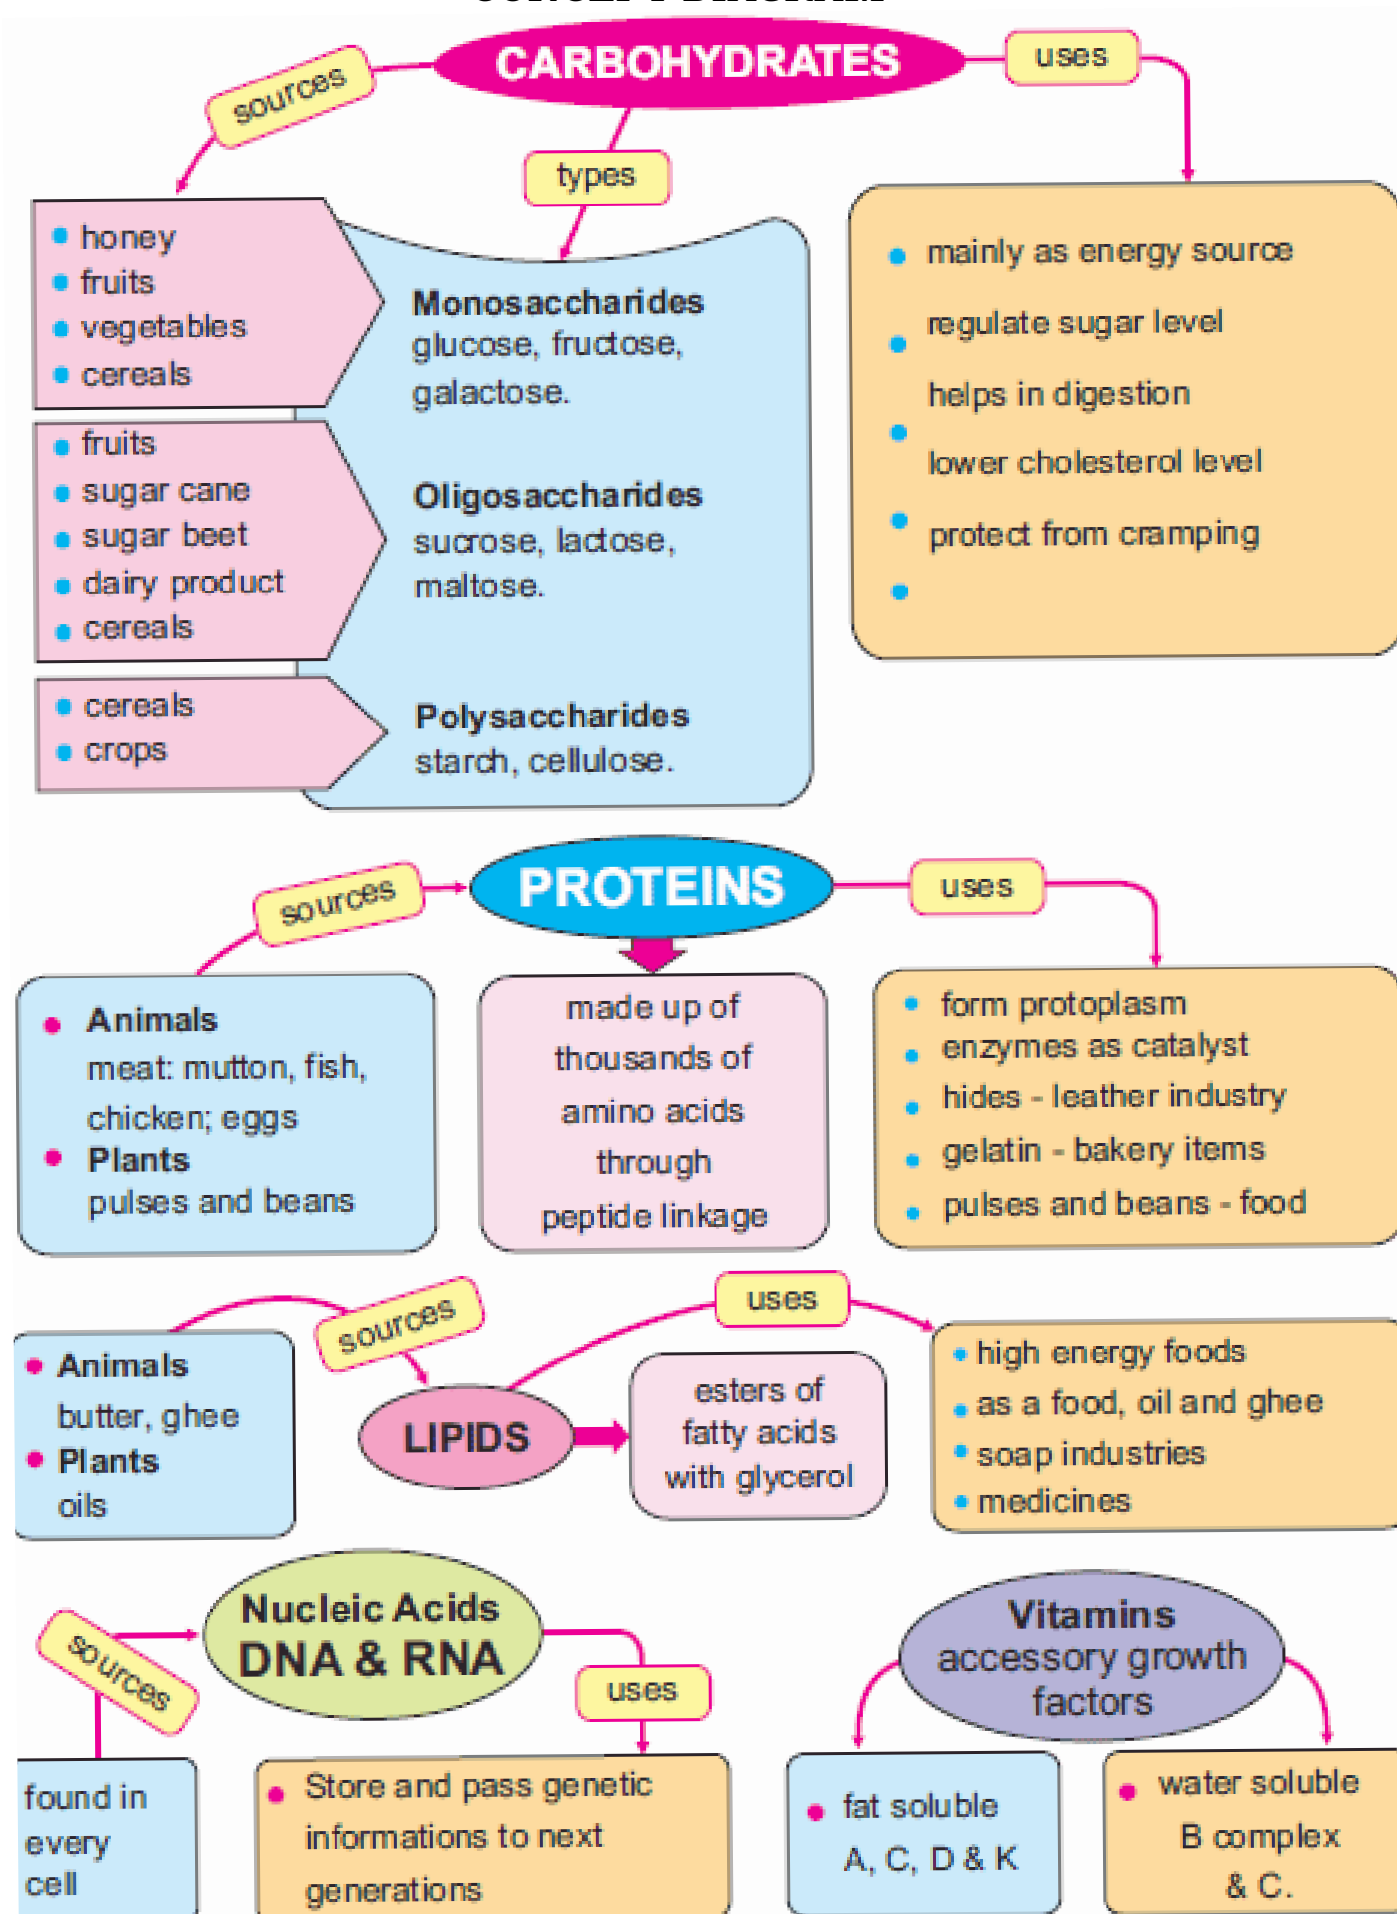 CARBOHYDRATES
sources
uses
types
honey
fruits
vegetables
cereals
Monosaccharides
glucose, fructose,
galactose.
mainly as energy source
regulate sugar level
helps in digestion
lower cholesterol level
protect from cramping
fruits
sugar cane
sugar beet
dairy product
cereals
Oligosaccharides
sucrose, lactose,
maltose.
cereals
crops
Polysaccharides
starch, cellulose.
PROTEINS
sources
uses
Animals
meat: mutton, fish,
chicken; eggs
Plants
pulses and beans
made up of
thousands of
amino acids
through
peptide linkage
form protoplasm
enzymes as catalyst
hides - leather industry
gelatin - bakery items
pulses and beans - food
sources
uses
Animals
butter, ghee
Plants
oils
LIPIDS
esters of
fatty acids
with glycerol
high energy foods
as a food, oil and ghee
soap industries
medicines
Nucleic Acids
DNA & RNA
sources
uses
found in
every
cell
Store and pass genetic
informations to next
generations
Vitamins
accessory growth
factors
fat soluble
A, C, D & K
water soluble
B complex
& C.